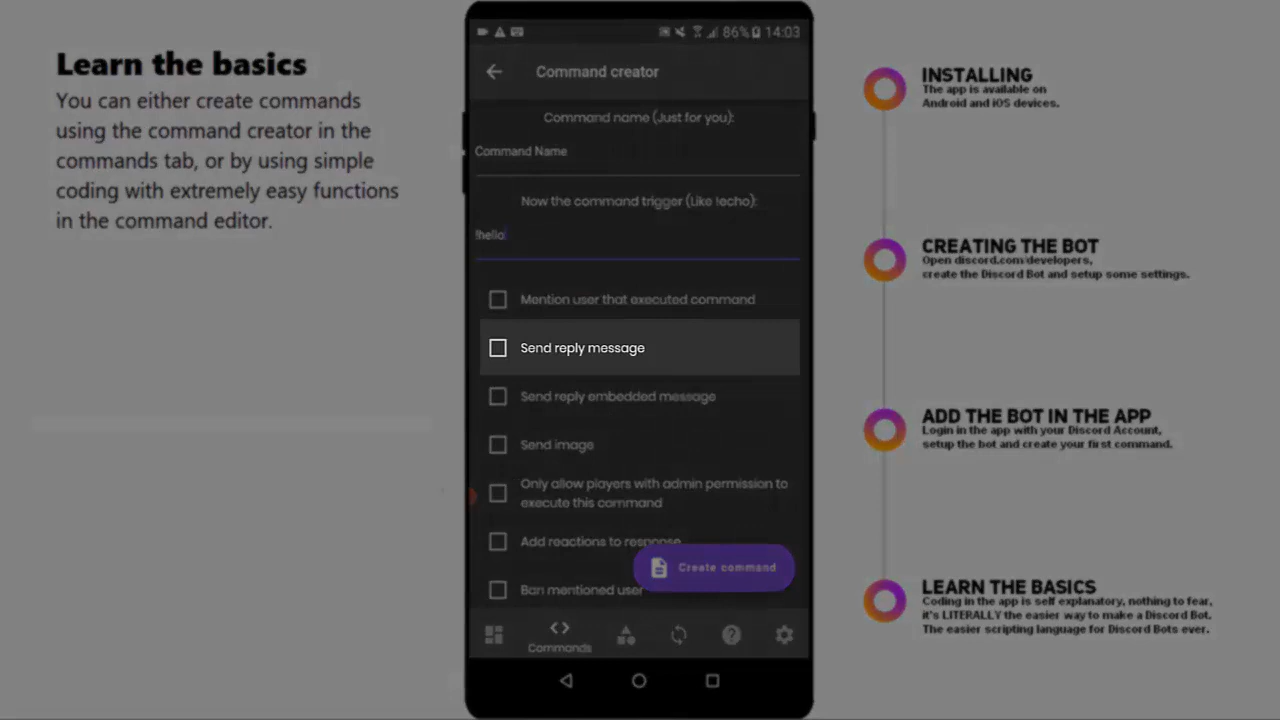 Learn the basics
You can either create commands
using the command creator in the
commands tab, or by using simple
coding with extremely easy functions
in the command editor.
86% 14:03
Command creator
Command name (Just for you):
Command Name
Now the command trigger (Like !echo):
!hello
Mention user that executed command
Send reply message
Send reply embedded message
Send image
Only allow players with admin permission to
execute this command
Add reactions to response
Create command
Ban mentioned user
Commands
INSTALLING
The app is available on
Android and iOS devices.
CREATING THE BOT
Open discord.com/developers,
create the Discord Bot and setup some settings.
ADD THE BOT IN THE APP
Login in the app with your Discord Account,
setup the bot and create your first command.
LEARN THE BASICS
Coding in the app is self explanatory, nothing to fear,
it's LITERALLY the easier way to make a Discord Bot.
The easier scripting language for Discord Bots ever.